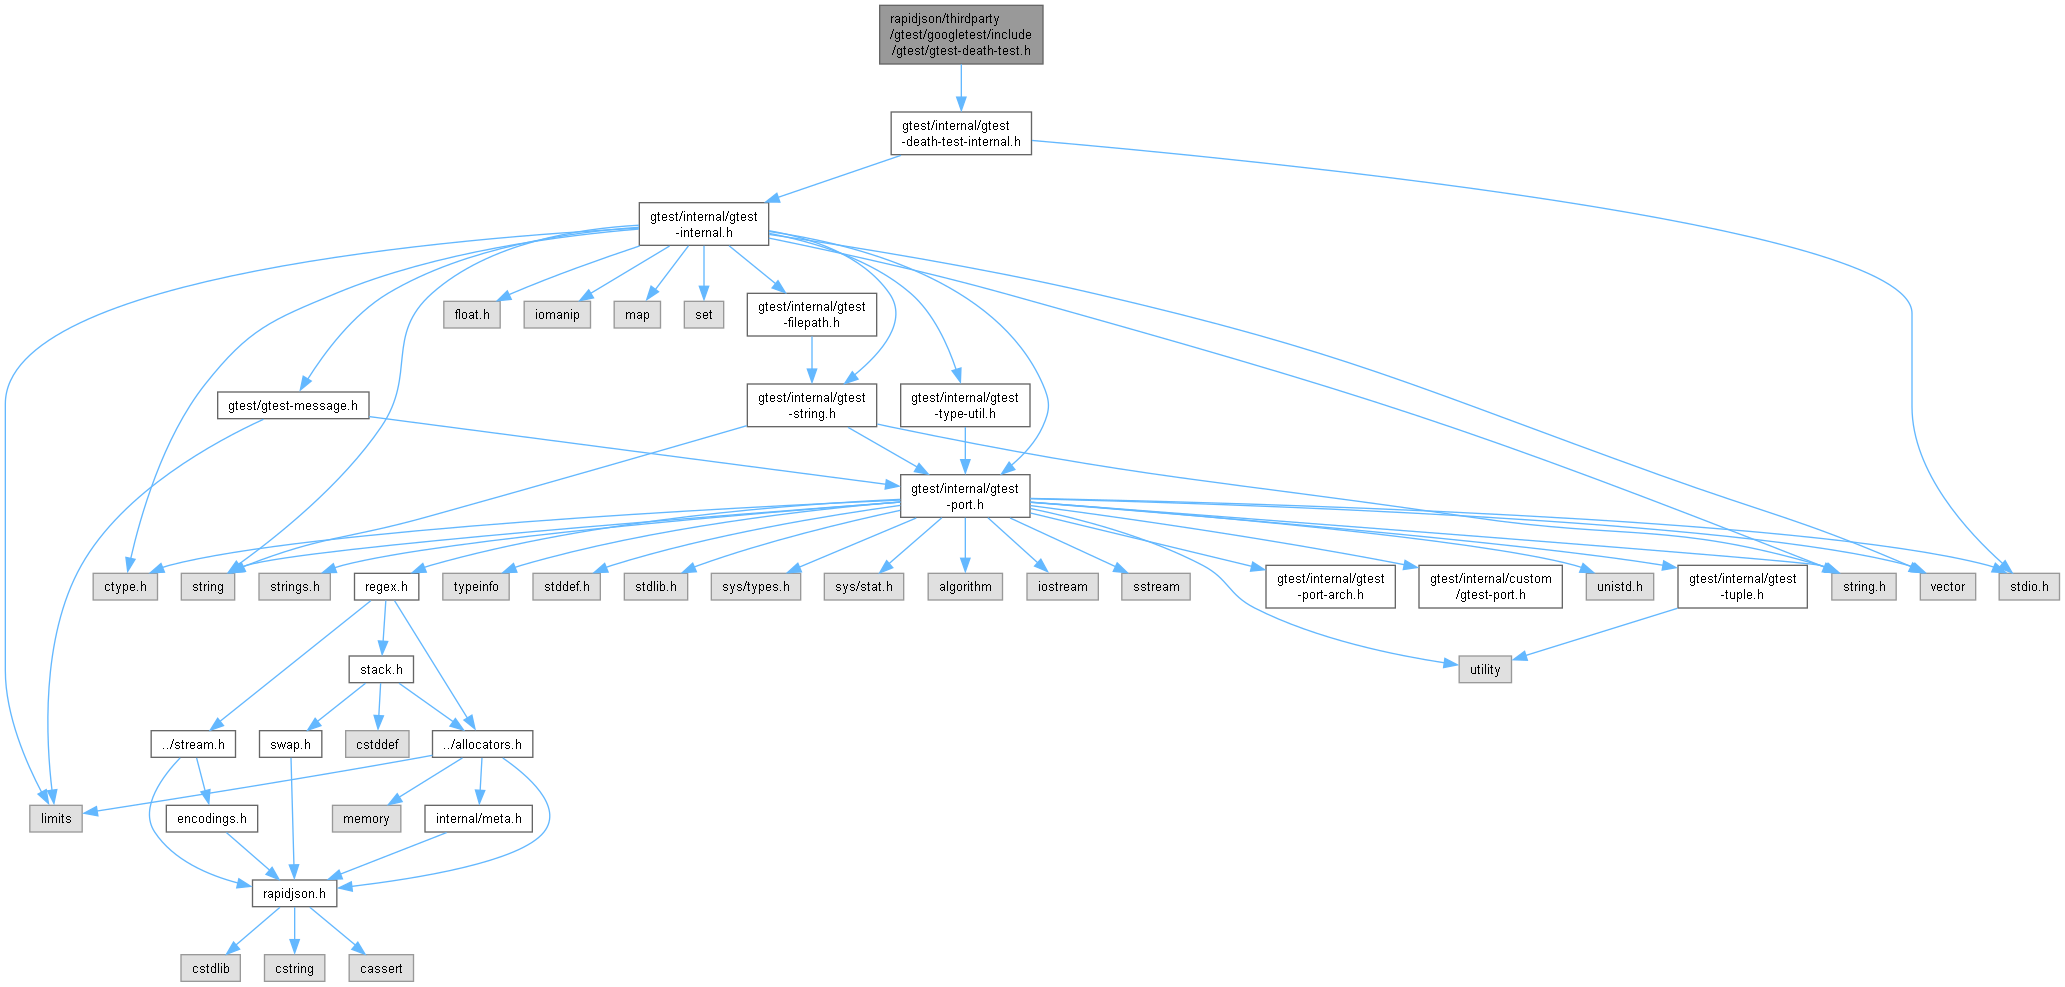 rapidjson/thirdparty
/gtest/googletest/include
/gtest/gtest-death-test.h
gtest/internal/gtest
-death-test-internal.h
gtest/internal/gtest
-internal.h
float.h
iomanip
map
set
gtest/internal/gtest
-filepath.h
gtest/gtest-message.h
gtest/internal/gtest
-string.h
gtest/internal/gtest
-type-util.h
gtest/internal/gtest
-port.h
ctype.h
string
strings.h
regex.h
typeinfo
stddef.h
stdlib.h
sys/types.h
sys/stat.h
algorithm
iostream
sstream
gtest/internal/gtest
-port-arch.h
gtest/internal/custom
/gtest-port.h
unistd.h
gtest/internal/gtest
-tuple.h
string.h
vector
stdio.h
stack.h
utility
../stream.h
swap.h
cstddef
../allocators.h
limits
encodings.h
memory
internal/meta.h
rapidjson.h
cstdlib
cstring
cassert